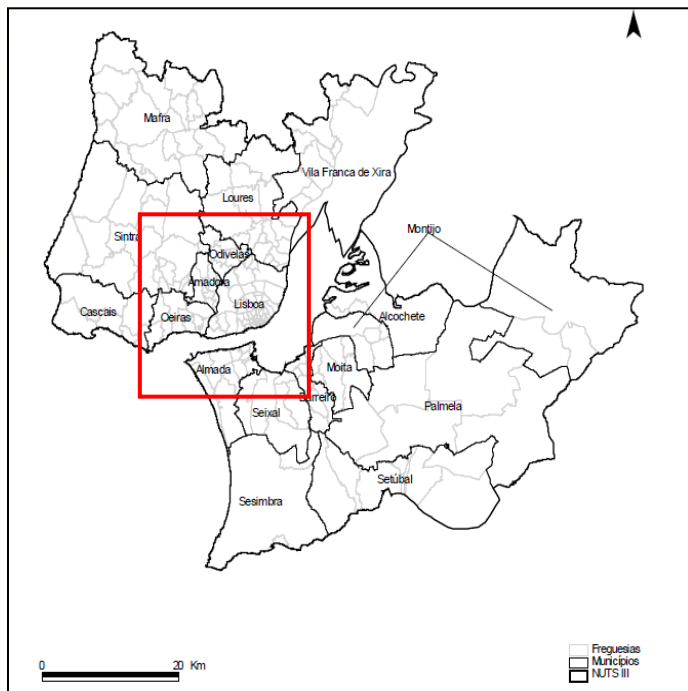 Mafra
Vila Franca de Xira
Loures
Montijo
Sintra
Odivelas
Amadora
Lisboa
Cascais
Oeiras
Alcochete
Almada
Moita
Barreiro
Palmela
Seixal
Setúbal
Sesimbra
0 20 Km
Freguesias
Municípios
NUTS III